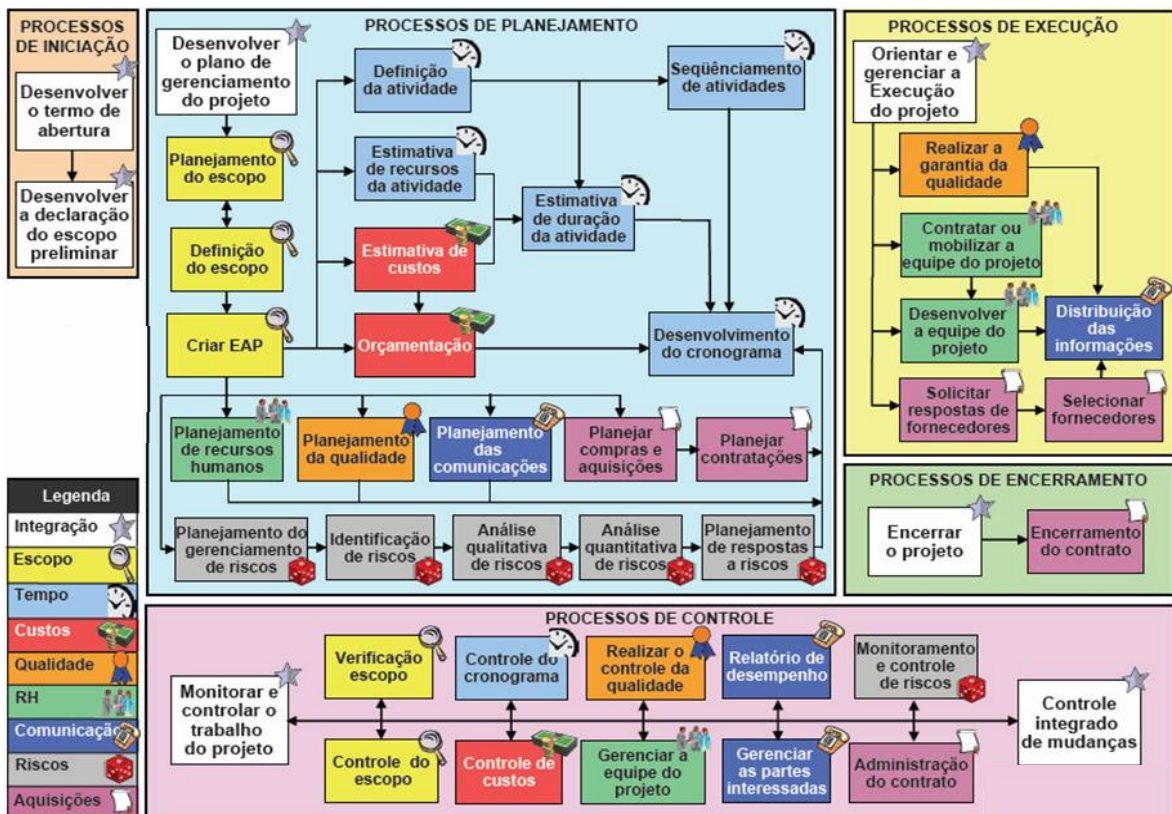 PROCESSOS
DE INICIAÇÃO
Desenvolver
o termo de
abertura
Desenvolver
a declaração
do escopo
preliminar
PROCESSOS DE PLANEJAMENTO
Desenvolver
o plano de
gerenciamento
do projeto
Definição
da atividade
Seqüênciamento
de atividades
Planejamento
do escopo
Estimativa
de recursos
da atividade
Estimativa
de duração
da atividade
Definição
do escopo
Estimativa de
custos
Criar EAP
Orçamentação
Desenvolvimento
do cronograma
Planejamento
de recursos
humanos
Planejamento
da qualidade
Planejamento
das
comunicações
Planejar
compras e
aquisições
Planejar
contratações
Planejamento do
gerenciamento
de riscos
Identificação
de riscos
Análise
qualitativa
de riscos
Análise
quantitativa
de riscos
Planejamento
de respostas
a riscos
PROCESSOS DE EXECUÇÃO
Orientar e
gerenciar a
Execução
do projeto
Realizar a
garantia da
qualidade
Contratar ou
mobilizar a
equipe do projeto
Desenvolver
a equipe do
projeto
Distribuição
das
informações
Solicitar
respostas de
fornecedores
Selecionar
fornecedores
PROCESSOS DE ENCERRAMENTO
Encerrar
o projeto
Encerramento
do contrato
Legenda
Integração
Escopo
Tempo
Custos
Qualidade
RH
Comunicação
Riscos
Aquisições
PROCESSOS DE CONTROLE
Monitorar e
controlar o
trabalho
do projeto
Verificação
escopo
Controle do
cronograma
Realizar o
controle da
qualidade
Relatório de
desempenho
Monitoramento
e controle
de riscos
Controle do
escopo
Controle de
custos
Gerenciar a
equipe do
projeto
Gerenciar
as partes
interessadas
Administração
do contrato
Controle
integrado
de mudanças